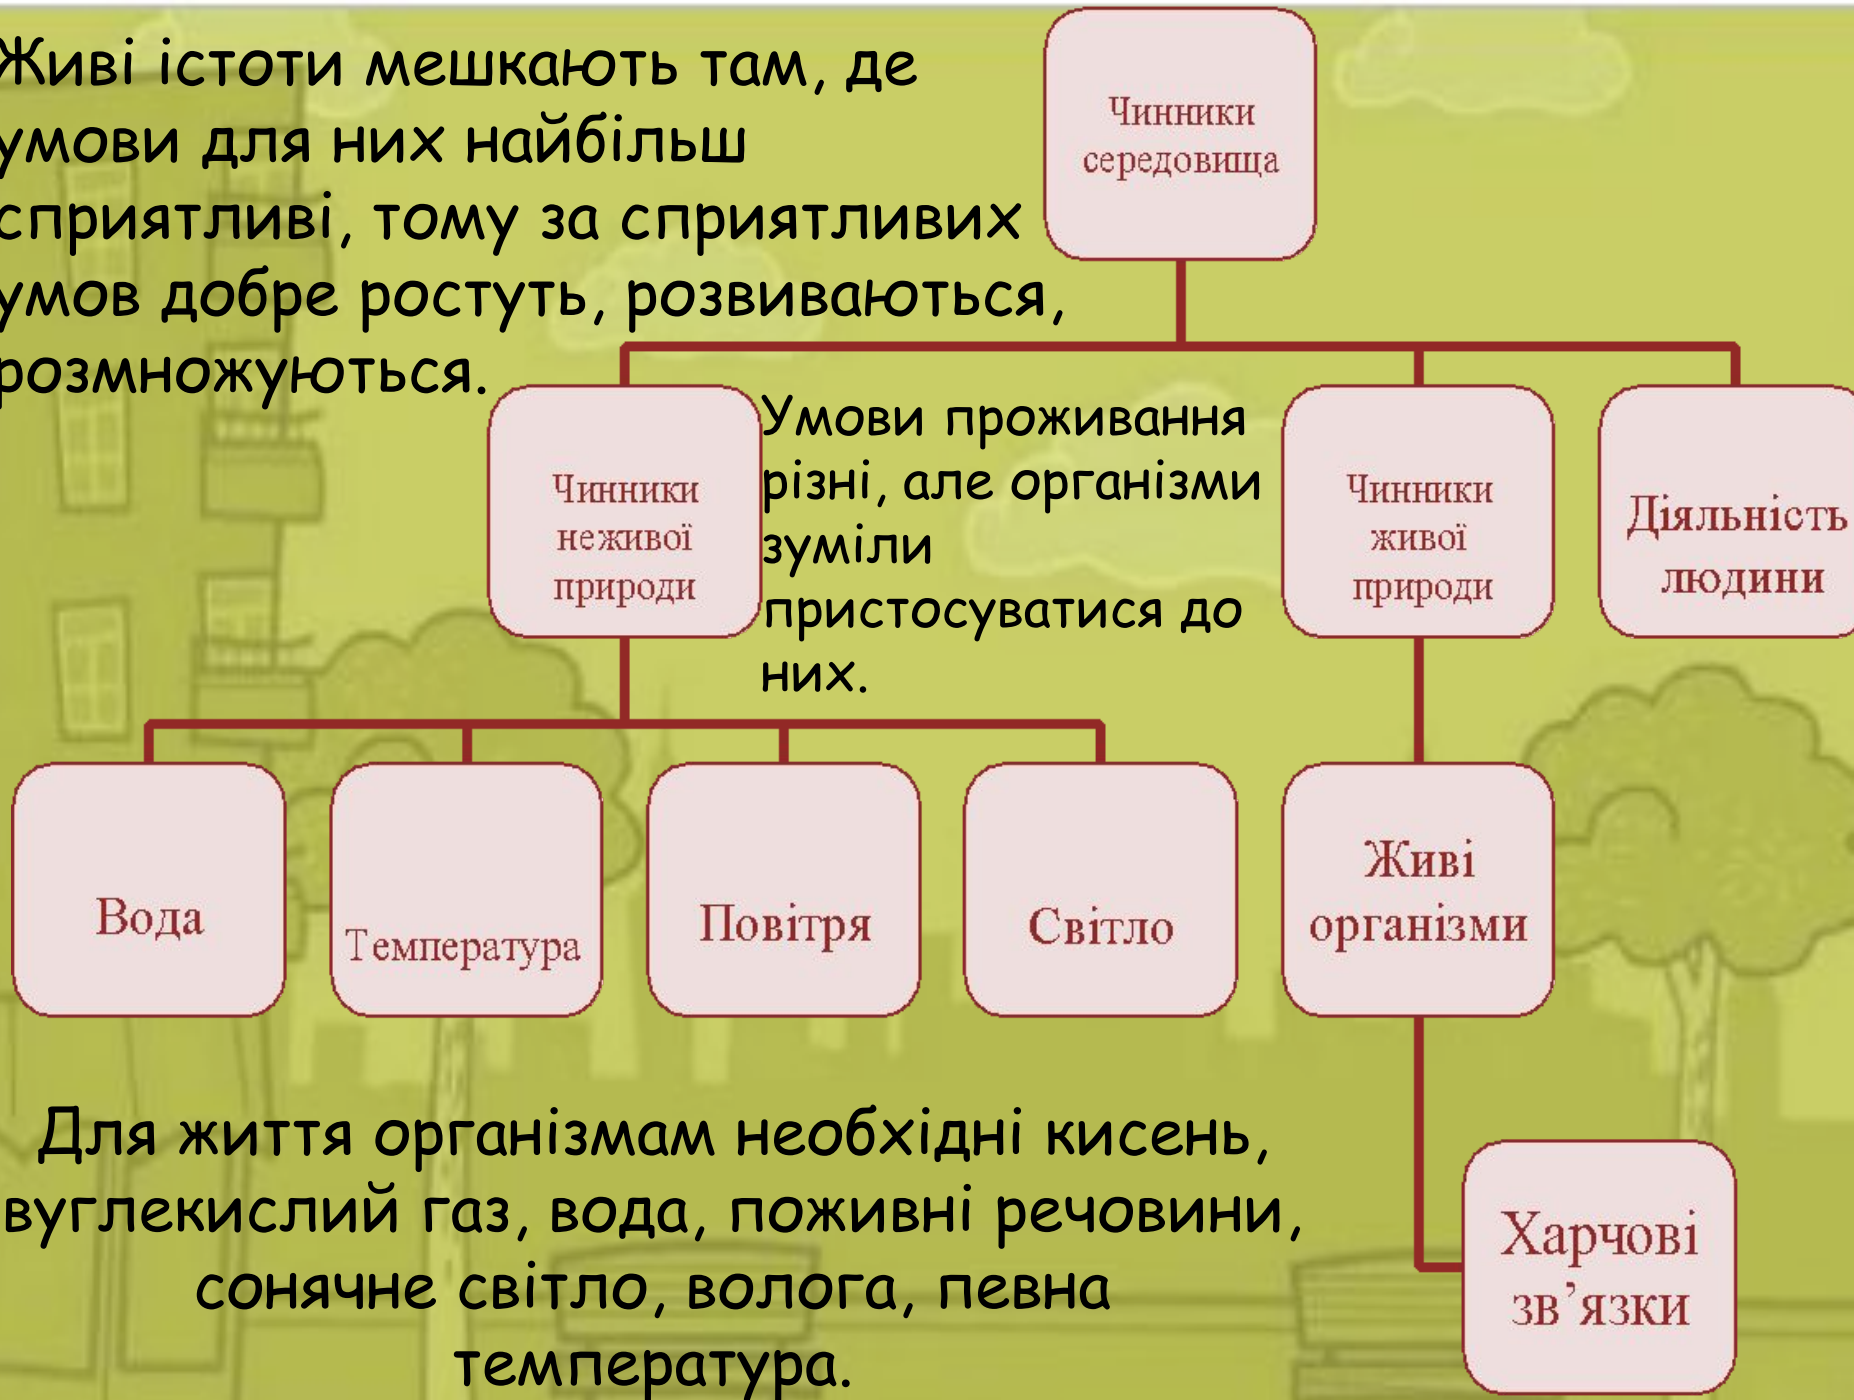 Живі істоти мешкають там, де
умови для них найбільш
сприятливі, тому за сприятливих
умов добре ростуть, розвиваються,
розмножуються.
Чинники
середовища
Чинники
неживої
природи
Умови проживання
різні, але організми
зуміли
пристосуватися до
них.
Чинники
живої
природи
Діяльність
людини
Вода
Температура
Повітря
Світло
Живі
організми
Для життя організмам необхідні кисень,
вуглекислий газ, вода, поживні речовини,
сонячне світло, волога, певна
температура.
Харчові
зв’язки